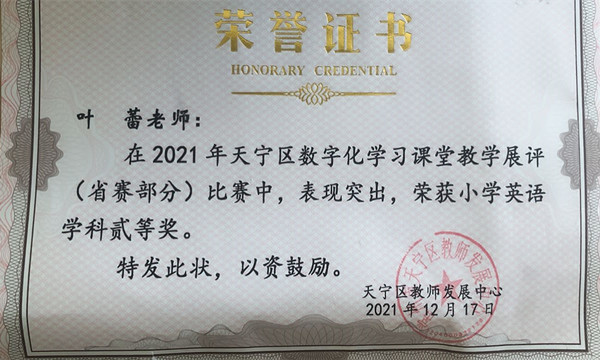 荣誉证书
HONORARY CREDENTIAL
叶 蕾老师：
在2021年天宁区数字化学习课堂教学展评
（省赛部分）比赛中，表现突出，荣获小学英语
学科贰等奖。
特发此状，以资鼓励。
天宁区教师发展中心
2021年12月17日